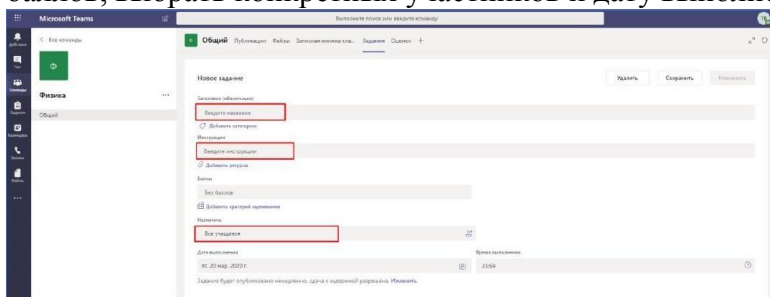 баллов, выбрать конкретных участников и дату выполне
Microsoft Teams
Выполните поиск или введите команду
Все команды
Общий Публикации Файлы Записная книжка кла... Задания Оценки +
Ф
Новое задание
Удалить Сохранить Назначить
Физика ...
Заголовок (обязательно)
Общий
Введите название
Добавить категорию
Инструкции
Введите инструкции
Добавить ресурсы
Баллы
Без баллов
Добавить критерий оценивания
Назначить
Все учащиеся
Дата выполнения
Время выполнения
пт, 20 мар. 2020 г.
23:59
Задание будет опубликовано немедленно, сдача с задержкой разрешена. Изменить